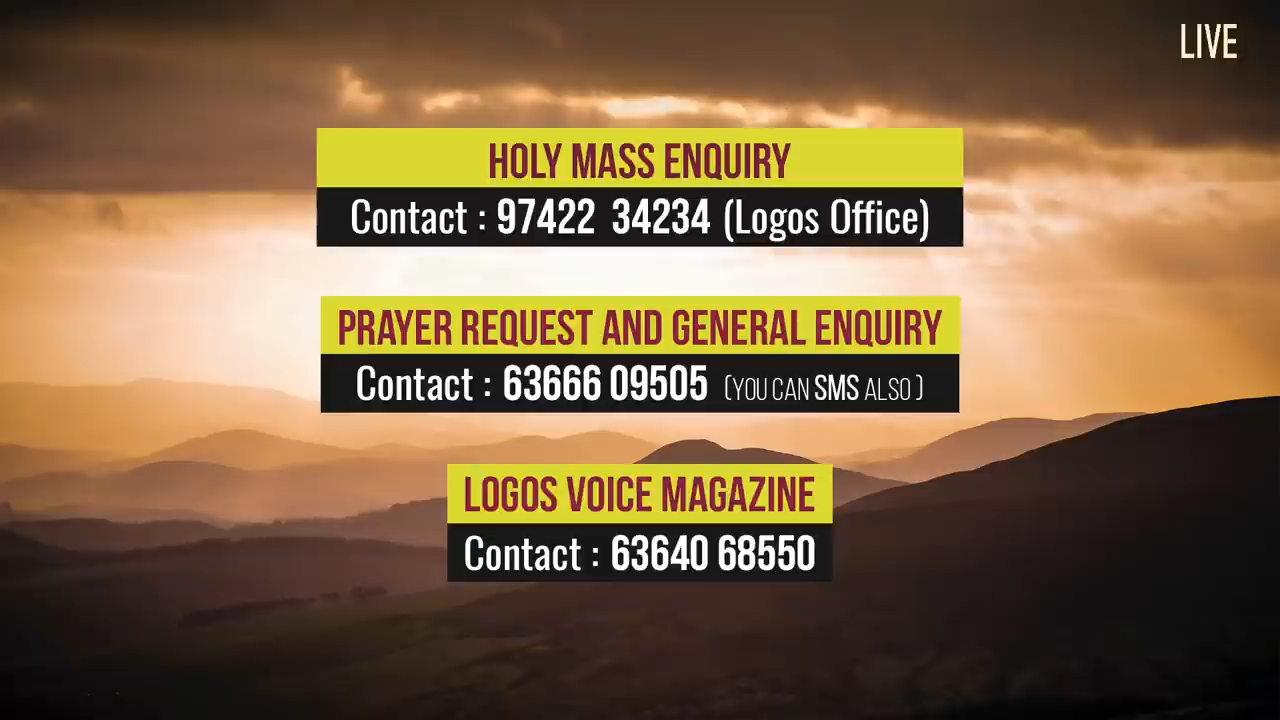 LIVE
HOLY MASS ENQUIRY
Contact : 97422 34234 (Logos Office)
PRAYER REQUEST AND GENERAL ENQUIRY
Contact : 63666 09505 (YOU CAN SMS ALSO )
LOGOS VOICE MAGAZINE
Contact : 63640 68550